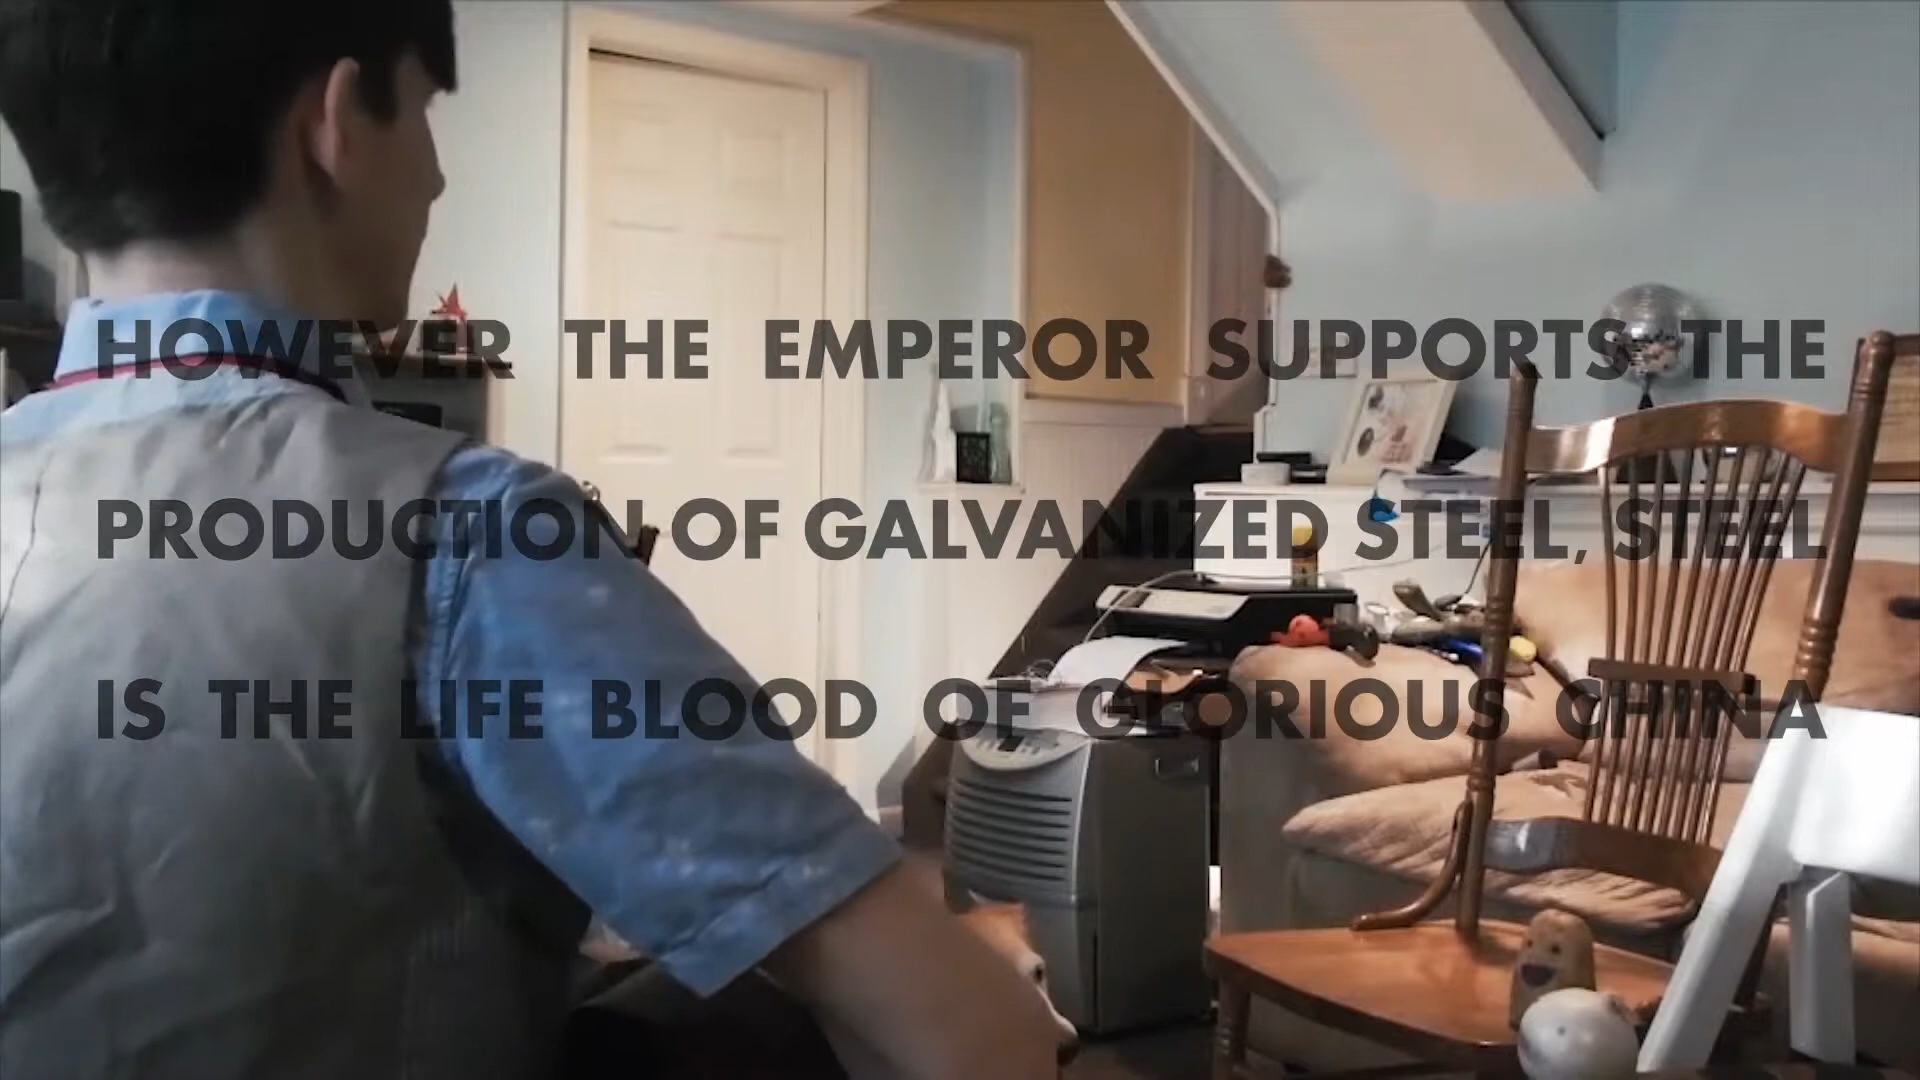 HOWEVER THE EMPEROR SUPPORTS THE
PRODUCTION OF GALVANIZED STEEL, STEEL
IS THE LIFE BLOOD OF GLORIOUS CHINA